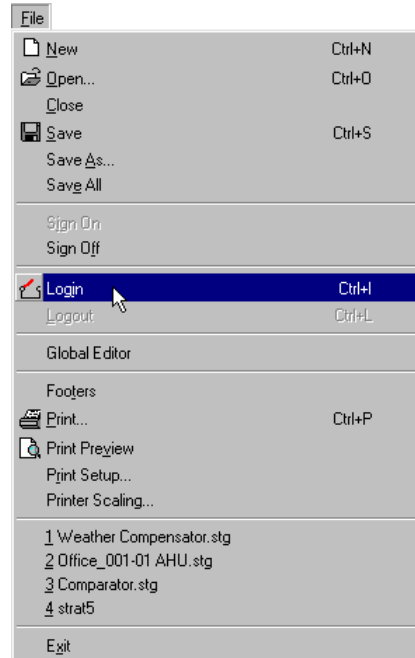 File
New Ctrl+N
Open... Ctrl+O
Close
Save Ctrl+S
Save As...
Save All
Sign On
Sign Off
Login Ctrl+I
Logout Ctrl+L
Global Editor
Footers
Print... Ctrl+P
Print Preview
Print Setup...
Printer Scaling...
1 Weather Compensator.stg
2 Office_001-01 AHU.stg
3 Comparator.stg
4 strat5
Exit